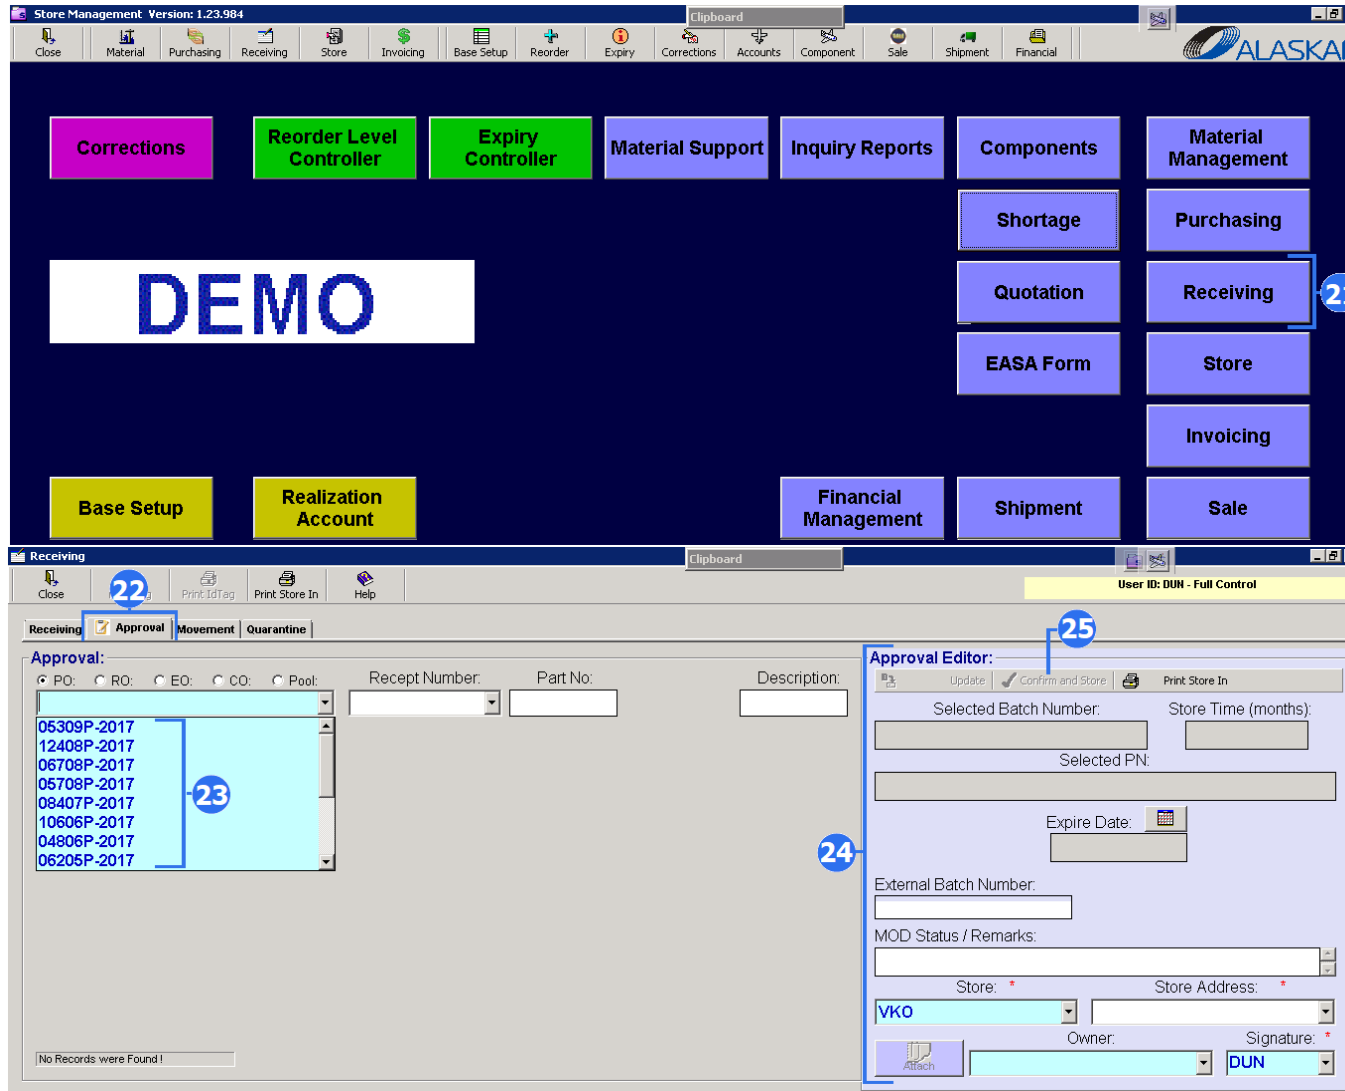 Store Management Version: 1.23.984
Clipboard
Close Material Purchasing Receiving Store Invoicing Base Setup Reorder Expiry Corrections Accounts Component Sale Shipment Financial
Corrections
Reorder Level
Controller
Expiry
Controller
Material Support
Inquiry Reports
Components
Material
Management
Shortage
Purchasing
DEMO
Quotation
Receiving
EASA Form
Store
Invoicing
Base Setup
Realization
Account
Financial
Management
Shipment
Sale
Receiving
Clipboard
Close
22
Print IdTag
Print Store In
Help
User ID: DUN - Full Control
Receiving Approval Movement Quarantine
25
Approval:
PO: RO: EO: CO: Pool:
Recept Number:
Part No:
Description:
05309P-2017
12408P-2017
06708P-2017
05708P-2017
08407P-2017
10606P-2017
04806P-2017
06205P-2017
23
No Records were Found !
24
Approval Editor:
Update Confirm and Store Print Store In
Selected Batch Number:
Store Time (months):
Selected PN:
Expire Date:
External Batch Number:
MOD Status / Remarks:
Store: *
Store Address: *
VKO
Owner:
Signature: *
Attach
DUN